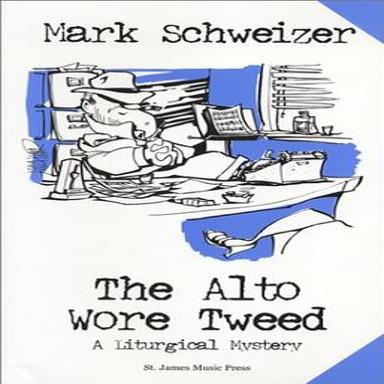 Mark Schweizer
The Alto
Wore Tweed
A Liturgical Mystery
St. James Music Press